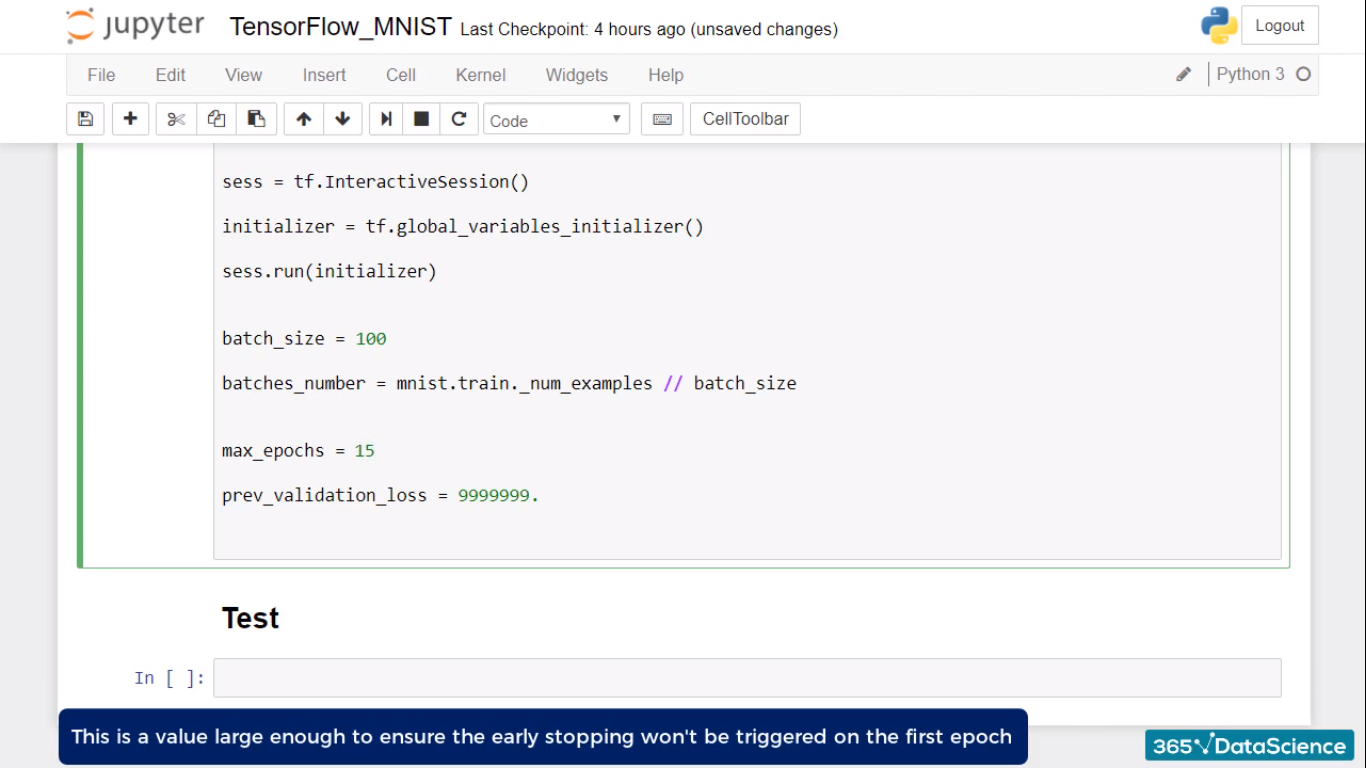 jupyter TensorFlow_MNIST Last Checkpoint: 4 hours ago (unsaved changes) Logout
File Edit View Insert Cell Kernel Widgets Help Python 3
Code CellToolbar
sess = tf.InteractiveSession()
initializer = tf.global_variables_initializer()
sess.run(initializer)
batch_size = 100
batches_number = mnist.train._num_examples // batch_size
max_epochs = 15
prev_validation_loss = 9999999.
Test
In [ ]:
This is a value large enough to ensure the early stopping won't be triggered on the first epoch
365 DataScience